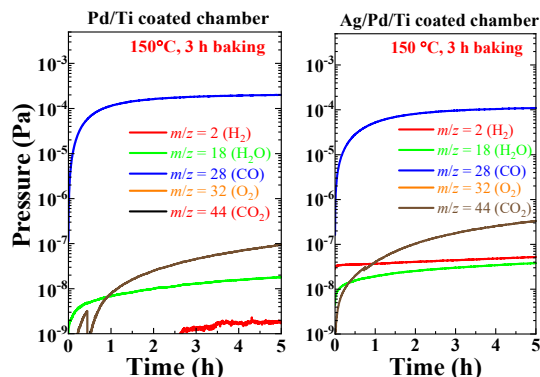 Pd/Ti coated chamber
150°C, 3 h baking
Pressure (Pa)
10⁻³
10⁻⁴
10⁻⁵
10⁻⁶
10⁻⁷
10⁻⁸
10⁻⁹
m/z = 2 (H₂)
m/z = 18 (H₂O)
m/z = 28 (CO)
m/z = 32 (O₂)
m/z = 44 (CO₂)
0 1 2 3 4 5
Time (h)
Ag/Pd/Ti coated chamber
150 °C, 3 h baking
10⁻³
10⁻⁴
10⁻⁵
10⁻⁶
10⁻⁷
10⁻⁸
10⁻⁹
m/z = 2 (H₂)
m/z = 18 (H₂O)
m/z = 28 (CO)
m/z = 32 (O₂)
m/z = 44 (CO₂)
0 1 2 3 4 5
Time (h)